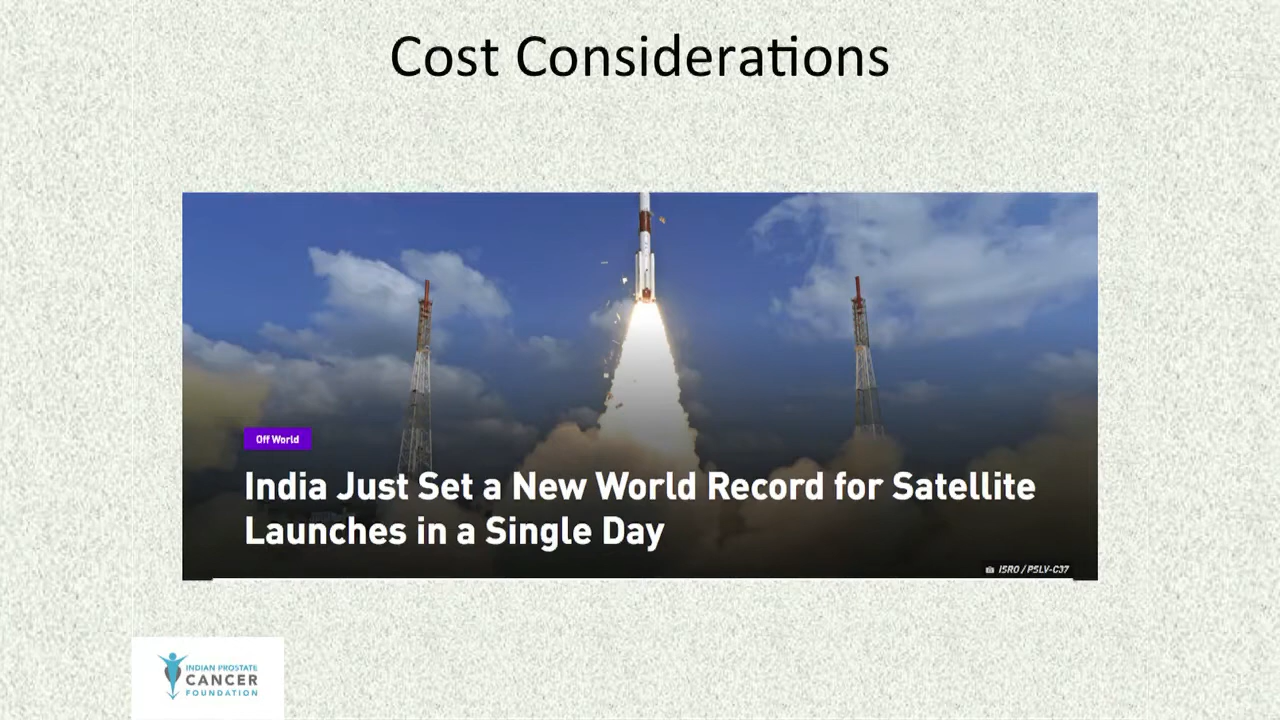 Cost Considerations
Off World
India Just Set a New World Record for Satellite
Launches in a Single Day
ISRO / PSLV-C37
INDIAN PROSTATE
CANCER
FOUNDATION